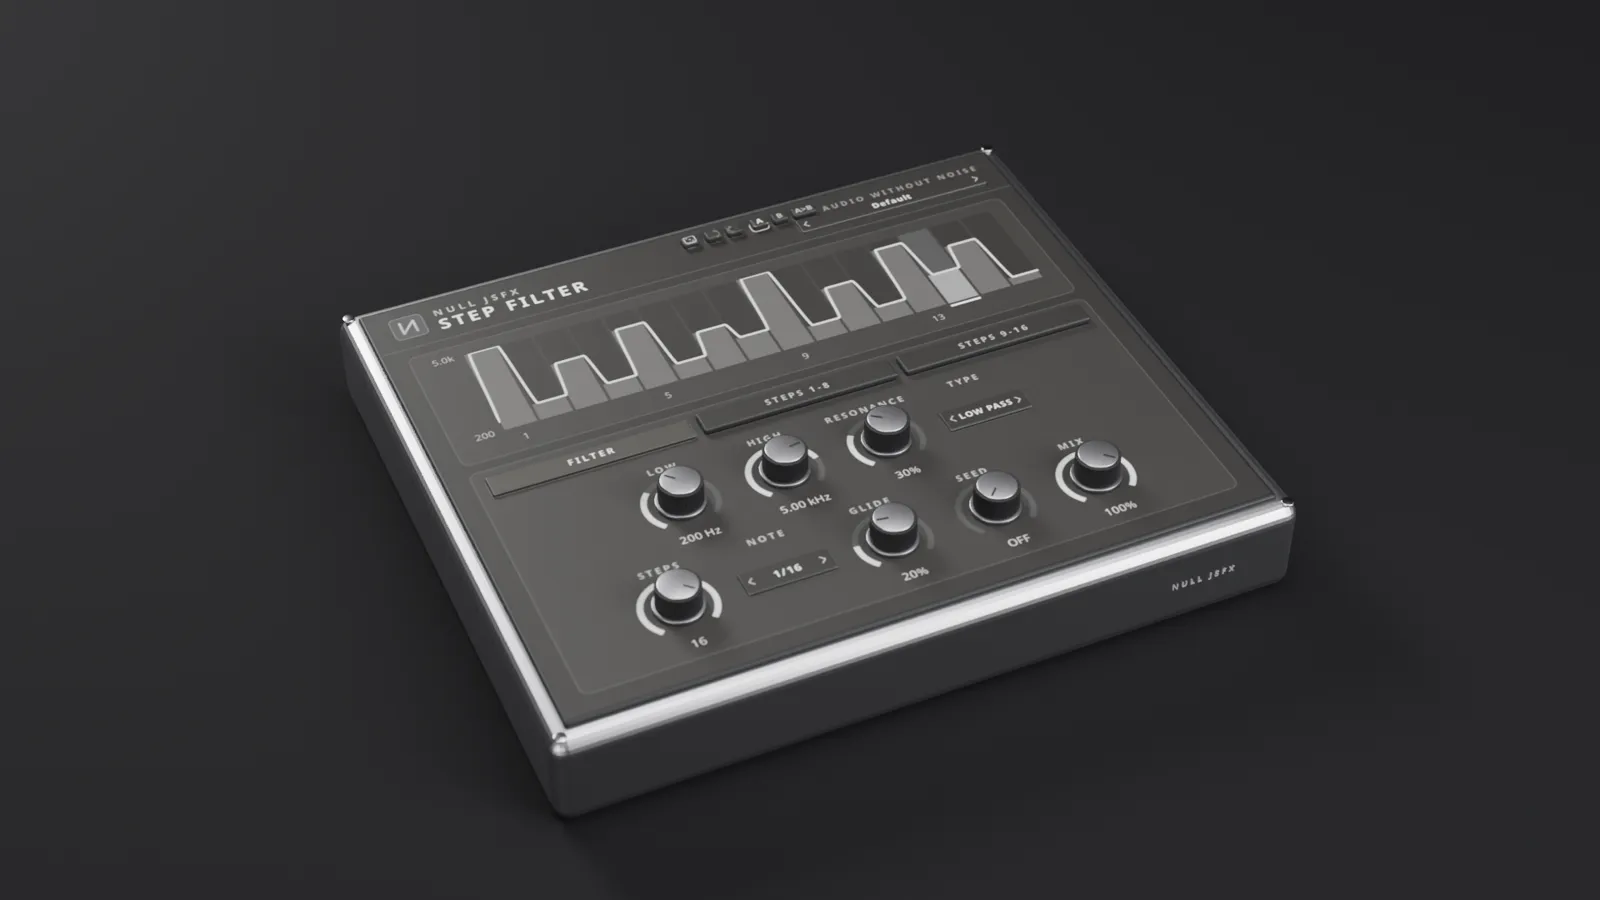 NULL JSFX
STEP FILTER
A
B
A>B
AUDIO WITHOUT NOISE
< Default >
5.0k
200
1
5
9
13
FILTER
STEPS 1-8
STEPS 9-16
LOW
200 Hz
HIGH
5.00 kHz
RESONANCE
30%
TYPE
< LOW PASS >
STEPS
16
NOTE
< 1/16 >
GLIDE
20%
SEED
OFF
MIX
100%
NULL JSFX